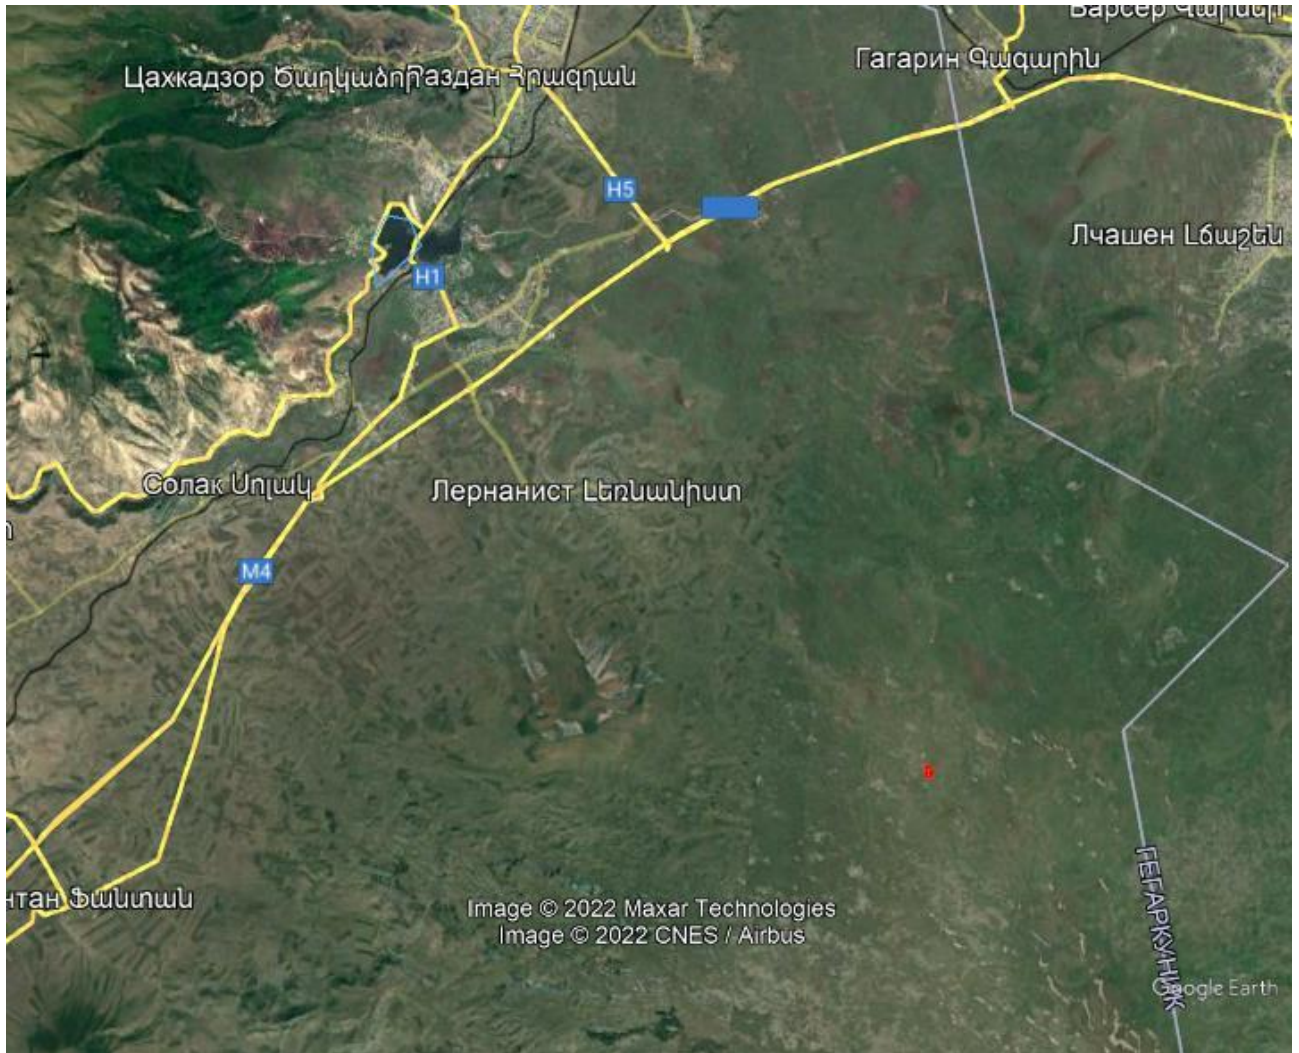 Варсер Վարսեր
Гагарин Գագարին
Цахкадзор Ծաղկաձոր
Раздан Հրազդան
H5
Лчашен Լճաշեն
H1
Солак Սոլակ
Лернанист Լեռնանիստ
M4
нтан Ֆանտան
Image © 2022 Maxar Technologies
Image © 2022 CNES / Airbus
ГЕГАРКУНИК
Google Earth